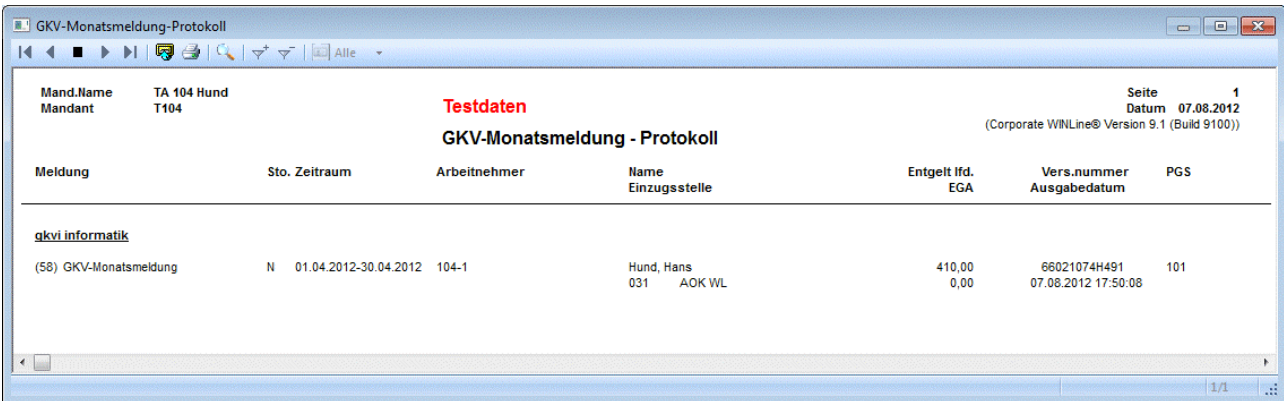 GKV-Monatsmeldung-Protokoll
Alle
Mand.Name TA 104 Hund Seite 1
Mandant T104 Testdaten Datum 07.08.2012
(Corporate WINLine® Version 9.1 (Build 9100))
GKV-Monatsmeldung - Protokoll
Meldung Sto. Zeitraum Arbeitnehmer Name Entgelt lfd. Vers.nummer PGS
Einzugsstelle EGA Ausgabedatum
gkvi informatik
(58) GKV-Monatsmeldung N 01.04.2012-30.04.2012 104-1 Hund, Hans 410,00 66021074H491 101
031 AOK WL 0,00 07.08.2012 17:50:08
1/1